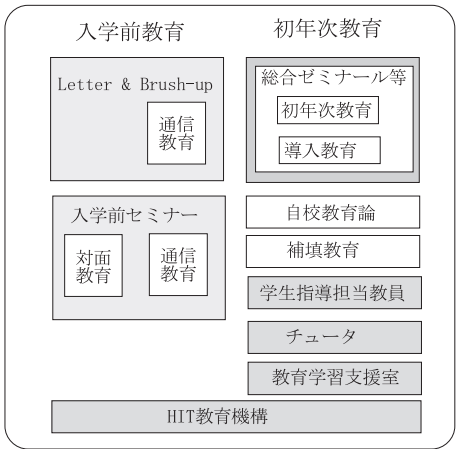 入学前教育
Letter & Brush-up
通信
教育
入学前セミナー
対面
教育
通信
教育
初年次教育
総合ゼミナール等
初年次教育
導入教育
自校教育論
補填教育
学生指導担当教員
チュータ
教育学習支援室
HIT教育機構